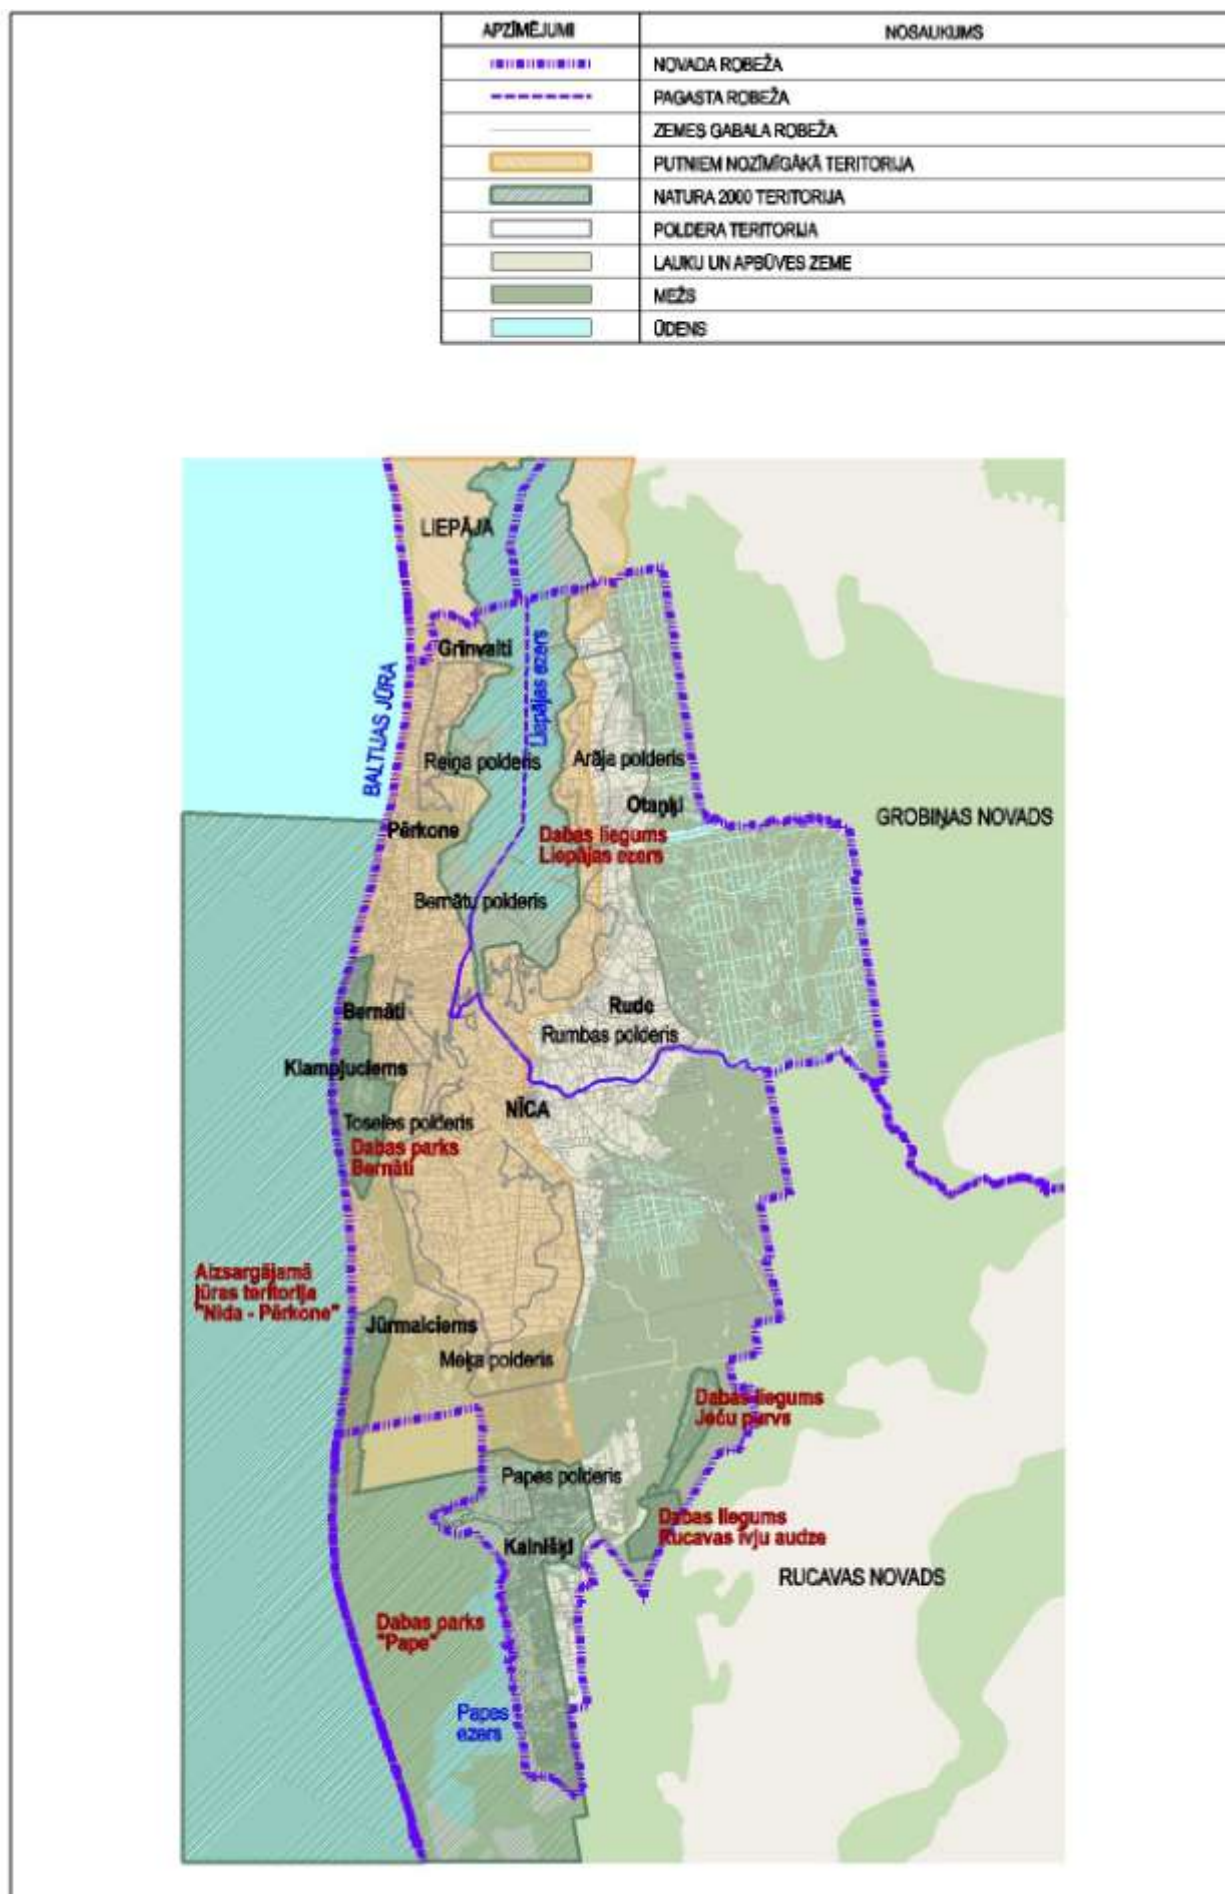 APZĪMĒJUMI
NOSAUKUMS
NOVADA ROBEŽA
PAGASTA ROBEŽA
ZEMES GABALA ROBEŽA
PUTNIEM NOZĪMĪGĀKĀ TERITORIJA
NATURA 2000 TERITORIJA
POLDERA TERITORIJA
LAUKU UN APBŪVES ZEME
MEŽS
ŪDENS
LIEPĀJA
Grīnvalti
Liepājas ezers
BALTIJAS JŪRA
Reiņa polderis
Arāja polderis
Otaņķi
GROBIŅAS NOVADS
Pērkone
Dabas liegums
Liepājas ezers
Bernātu polderis
Bernāti
Rude
Rumbas polderis
Klampjuciems
NĪCA
Toseles polderis
Dabas parks
Bernāti
Aizsargājamā
jūras teritorija
"Nida - Pērkone"
Jūrmalciems
Meķa polderis
Dabas liegums
Ječu purvs
Papes polderis
Dabas liegums
Rucavas īvju audze
Kalnišķi
RUCAVAS NOVADS
Dabas parks
"Pape"
Papes
ezers